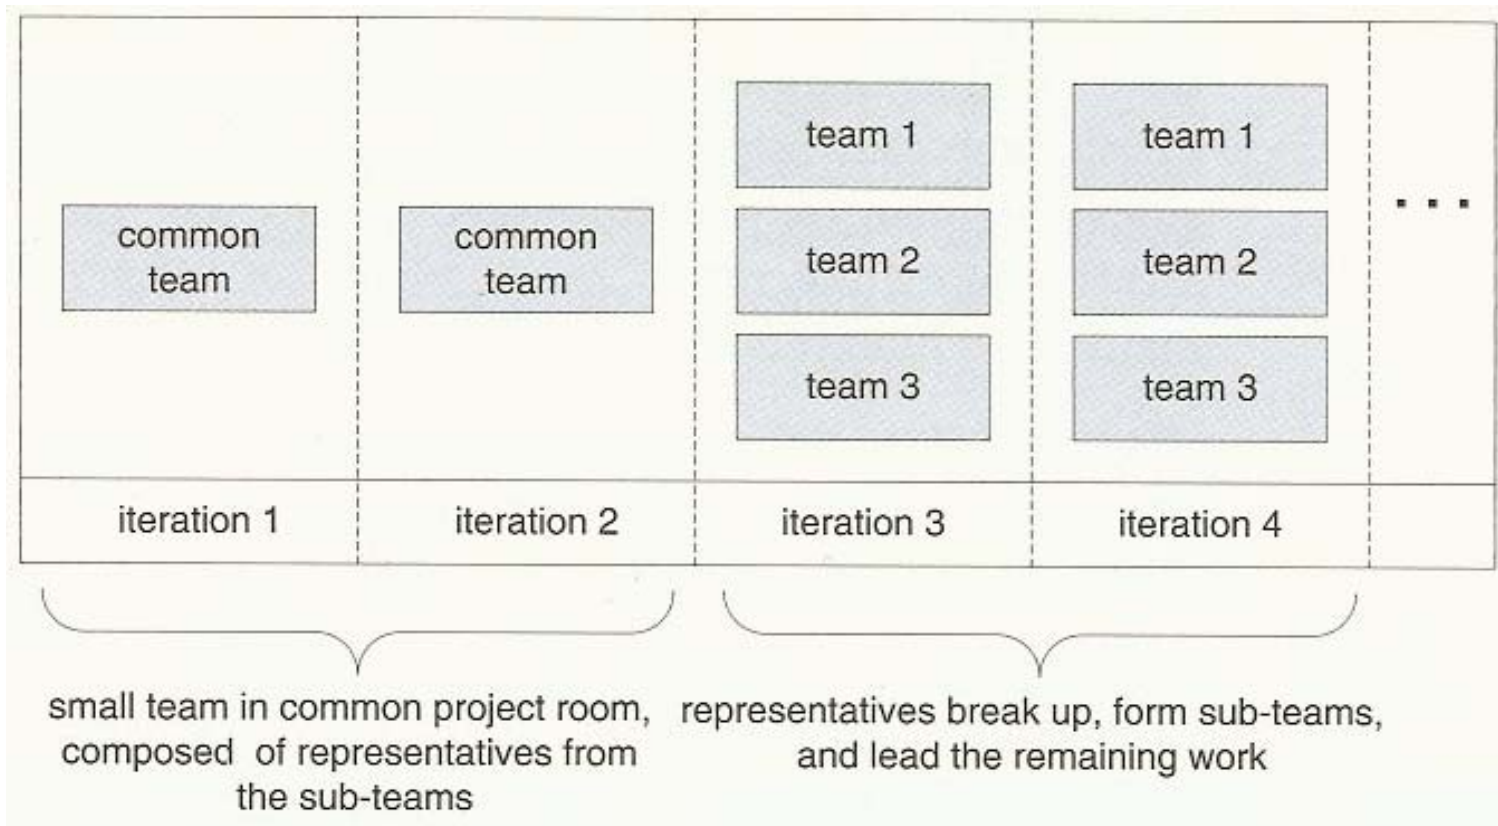 common
team
common
team
team 1
team 2
team 3
team 1
team 2
team 3
. . .
iteration 1
iteration 2
iteration 3
iteration 4
small team in common project room,
composed of representatives from
the sub-teams
representatives break up, form sub-teams,
and lead the remaining work